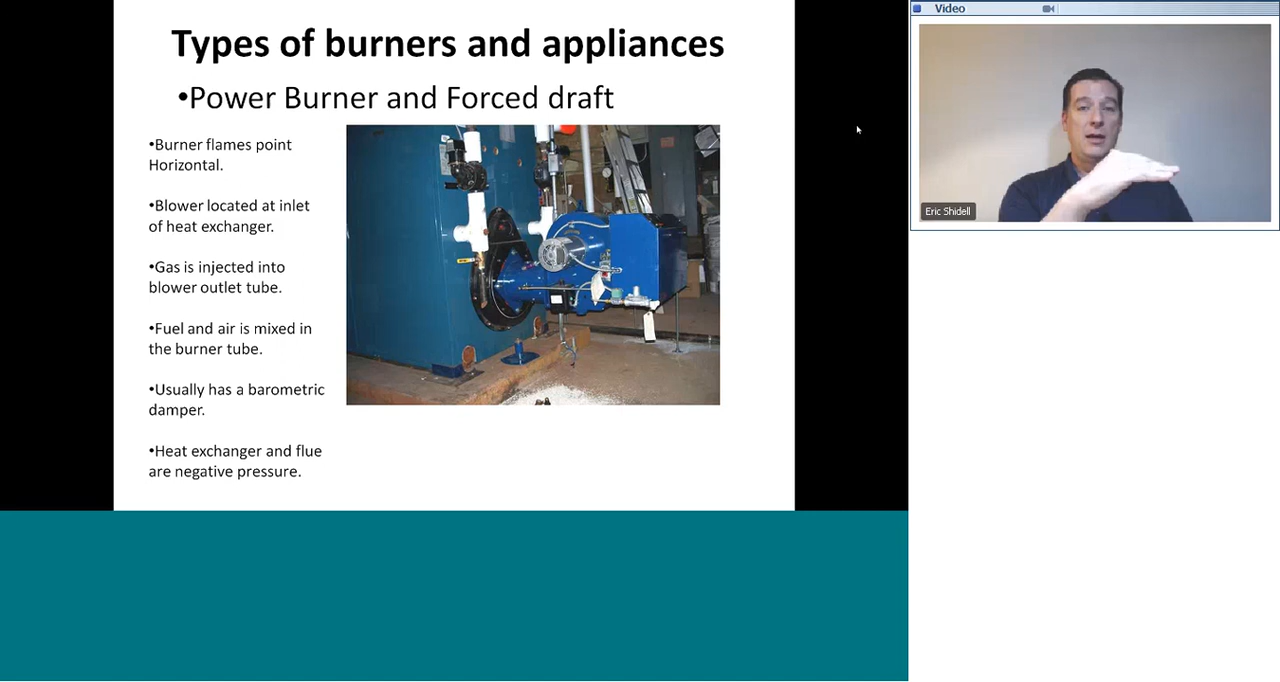 Types of burners and appliances
•Power Burner and Forced draft
•Burner flames point
Horizontal.
•Blower located at inlet
of heat exchanger.
•Gas is injected into
blower outlet tube.
•Fuel and air is mixed in
the burner tube.
•Usually has a barometric
damper.
•Heat exchanger and flue
are negative pressure.
Video
Eric Shidell